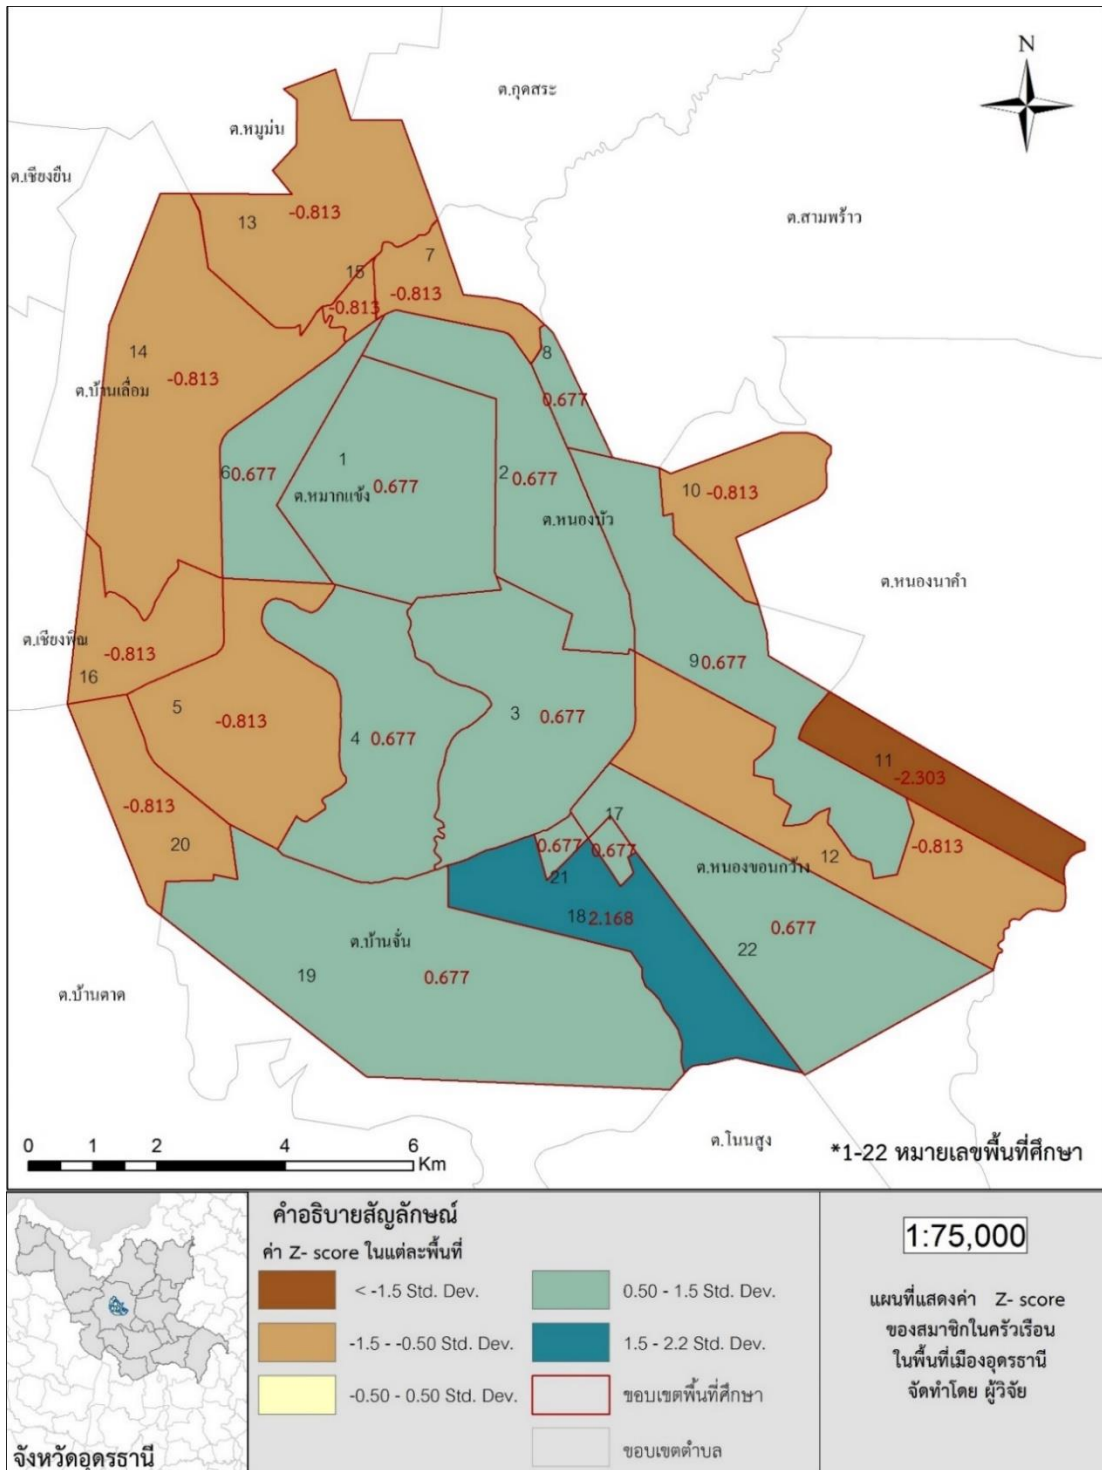 N
ต.กุดสระ
ต.หมูม่น
ต.เชียงยืน
ต.สามพร้าว
13
-0.813
7
15
-0.813
-0.813
14
-0.813
ต.บ้านเลื่อม
8
0.677
6
0.677
1
0.677
ต.หมากแข้ง
2
0.677
ต.หนองบัว
10
-0.813
ต.หนองนาคำ
ต.เชียงพิณ
-0.813
16
9
0.677
5
-0.813
4
0.677
3
0.677
11
-2.303
-0.813
20
17
0.677
0.677
21
12
-0.813
ต.หนองขอนกว้าง
18
2.168
0.677
22
ต.บ้านจั่น
19
0.677
ต.บ้านตาด
ต.โนนสูง
0 1 2 4 6
Km
*1-22 หมายเลขพื้นที่ศึกษา
จังหวัดอุดรธานี
คำอธิบายสัญลักษณ์
ค่า Z- score ในแต่ละพื้นที่
< -1.5 Std. Dev.
-1.5 - -0.50 Std. Dev.
-0.50 - 0.50 Std. Dev.
0.50 - 1.5 Std. Dev.
1.5 - 2.2 Std. Dev.
ขอบเขตพื้นที่ศึกษา
ขอบเขตตำบล
1:75,000
แผนที่แสดงค่า Z- score
ของสมาชิกในครัวเรือน
ในพื้นที่เมืองอุดรธานี
จัดทำโดย ผู้วิจัย